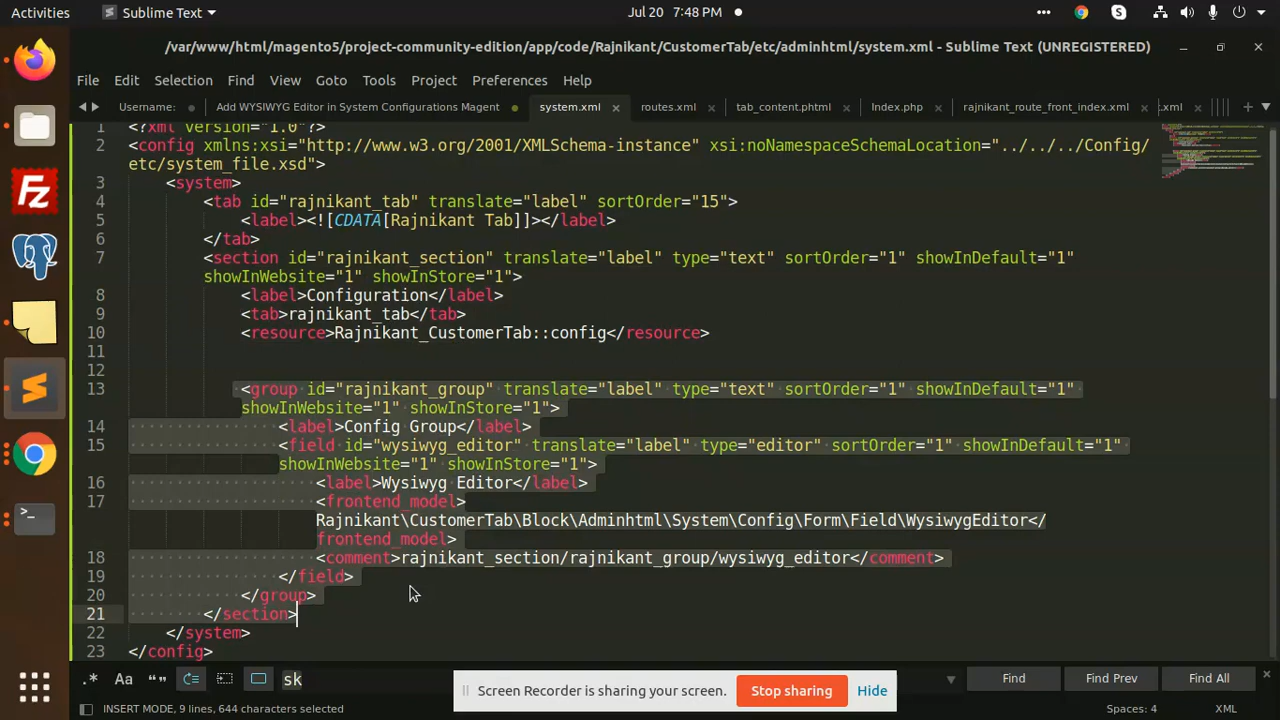 Activities Sublime Text Jul 20 7:48 PM
/var/www/html/magento5/project-community-edition/app/code/Rajnikant/CustomerTab/etc/adminhtml/system.xml - Sublime Text (UNREGISTERED)
File Edit Selection Find View Goto Tools Project Preferences Help
Username: Add WYSIWYG Editor in System Configurations Magent system.xml routes.xml tab_content.phtml Index.php rajnikant_route_front_index.xml .xml
1 <?xml version="1.0"?>
2 <config xmlns:xsi="http://www.w3.org/2001/XMLSchema-instance" xsi:noNamespaceSchemaLocation="../../../Config/
etc/system_file.xsd">
3 <system>
4 <tab id="rajnikant_tab" translate="label" sortOrder="15">
5 <label><![CDATA[Rajnikant Tab]]></label>
6 </tab>
7 <section id="rajnikant_section" translate="label" type="text" sortOrder="1" showInDefault="1"
showInWebsite="1" showInStore="1">
8 <label>Configuration</label>
9 <tab>rajnikant_tab</tab>
10 <resource>Rajnikant_CustomerTab::config</resource>
11
12
13 <group id="rajnikant_group" translate="label" type="text" sortOrder="1" showInDefault="1"
showInWebsite="1" showInStore="1">
14 <label>Config Group</label>
15 <field id="wysiwyg_editor" translate="label" type="editor" sortOrder="1" showInDefault="1"
showInWebsite="1" showInStore="1">
16 <label>Wysiwyg Editor</label>
17 <frontend_model>
Rajnikant\CustomerTab\Block\Adminhtml\System\Config\Form\Field\WysiwygEditor</
frontend_model>
18 <comment>rajnikant_section/rajnikant_group/wysiwyg_editor</comment>
19 </field>
20 </group>
21 </section>
22 </system>
23 </config>
.* Aa “” sk Find Find Prev Find All
Screen Recorder is sharing your screen. Stop sharing Hide
INSERT MODE, 9 lines, 644 characters selected Spaces: 4 XML